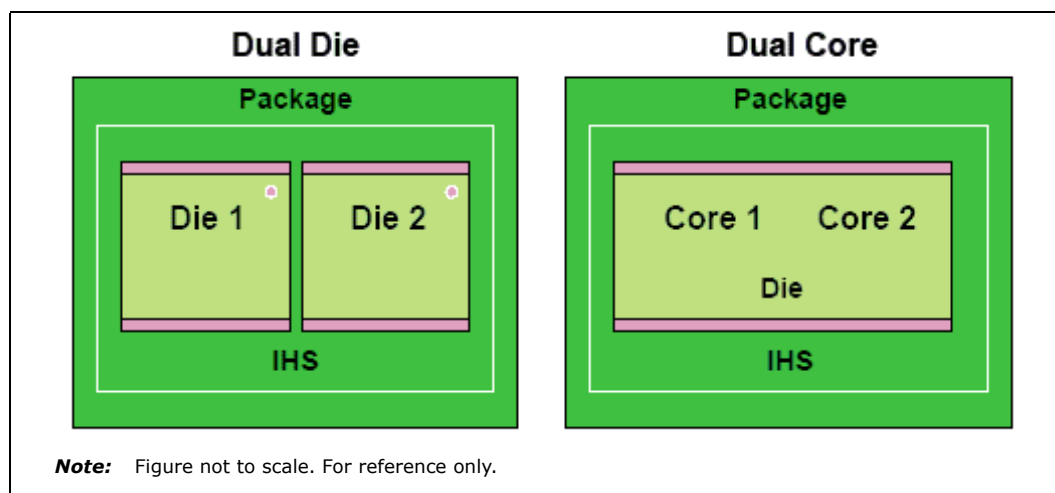 Dual Die
Package
Die 1
Die 2
IHS
Dual Core
Package
Core 1
Core 2
Die
IHS
Note: Figure not to scale. For reference only.